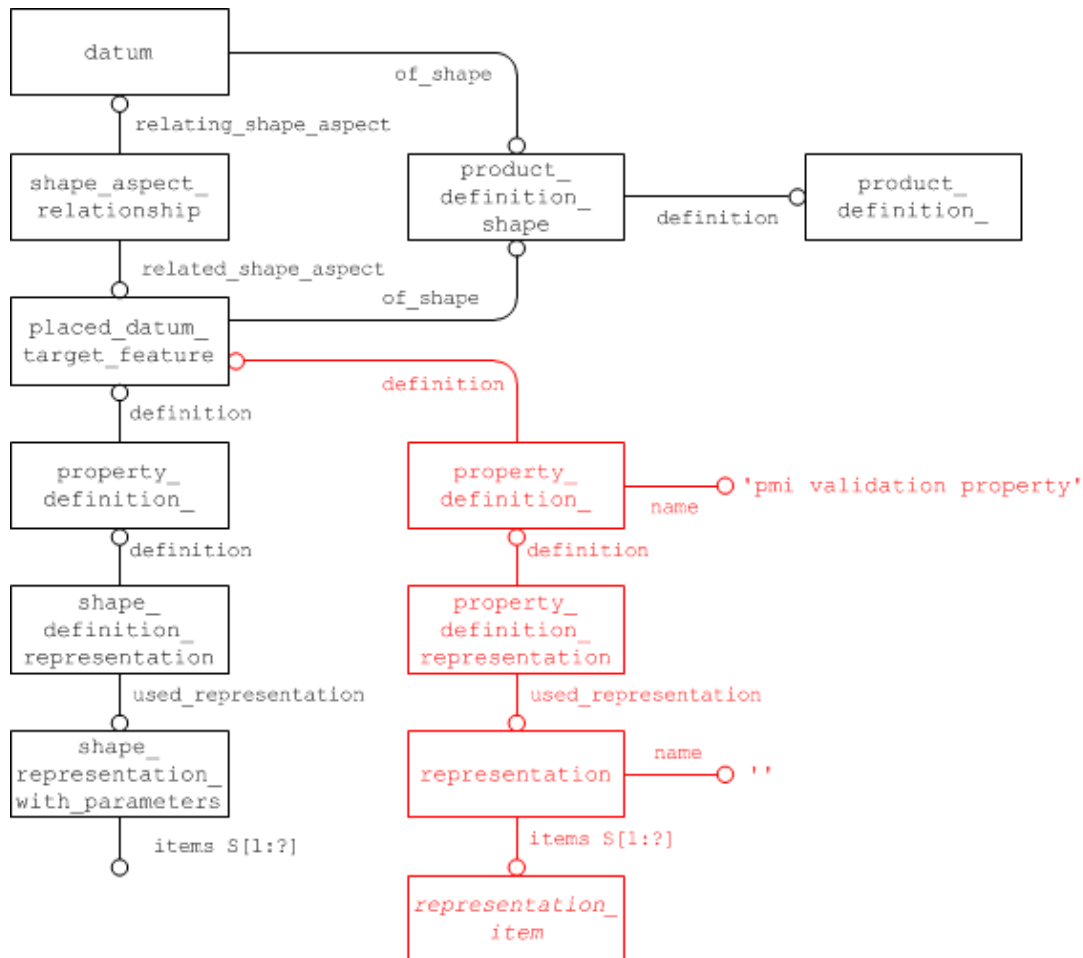 datum
of_shape
relating_shape_aspect
shape_aspect_
relationship
product_
definition_
shape
definition
product_
definition_
related_shape_aspect
of_shape
placed_datum_
target_feature
definition
definition
property_
definition_
property_
definition_
name
'pmi validation property'
definition
definition
shape_
definition_
representation
property_
definition_
representation
used_representation
used_representation
shape_
representation_
with_parameters
representation
name
''
items S[1:?]
items S[1:?]
representation_
item